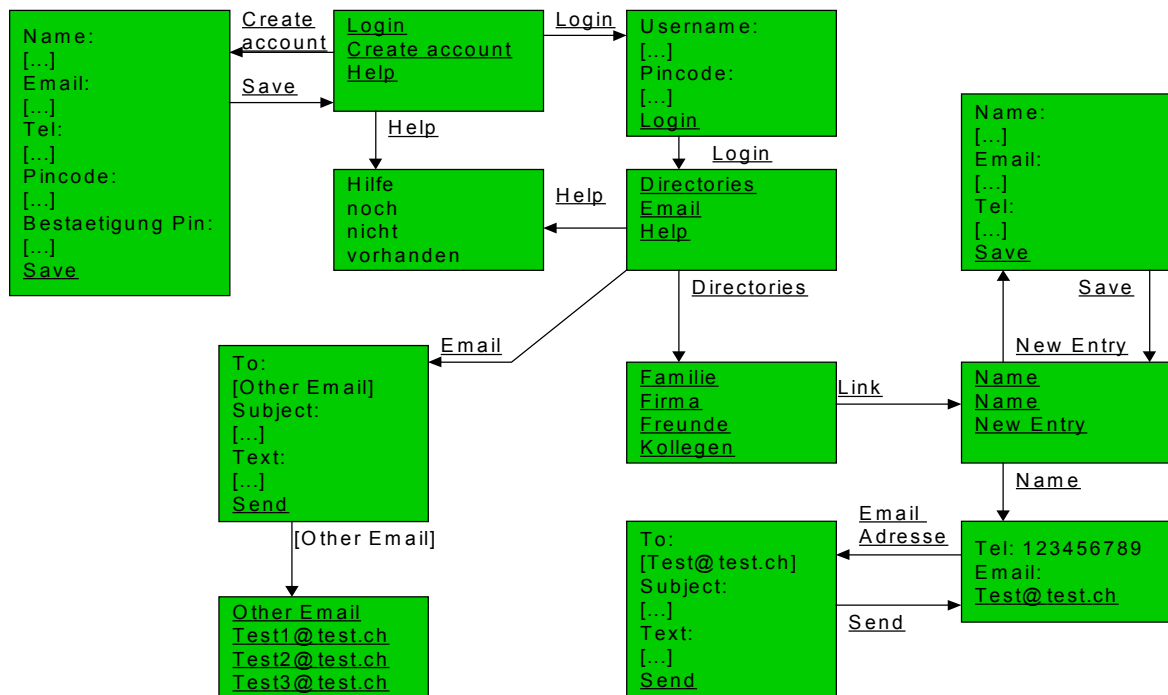 Name:
[...]
Email:
[...]
Tel:
[...]
Pincode:
[...]
Bestaetigung Pin:
[...]
Save
Create
account
Save
Login
Create account
Help
Login
Username:
[...]
Pincode:
[...]
Login
Help
Login
Hilfe
noch
nicht
vorhanden
Help
Directories
Email
Help
Name:
[...]
Email:
[...]
Tel:
[...]
Save
Directories
Save
Email
New Entry
To:
[Other Email]
Subject:
[...]
Text:
[...]
Send
Familie
Firma
Freunde
Kollegen
Link
Name
Name
New Entry
Name
[Other Email]
Other Email
Test1@test.ch
Test2@test.ch
Test3@test.ch
To:
[Test@test.ch]
Subject:
[...]
Text:
[...]
Send
Email
Adresse
Send
Tel: 123456789
Email:
Test@test.ch